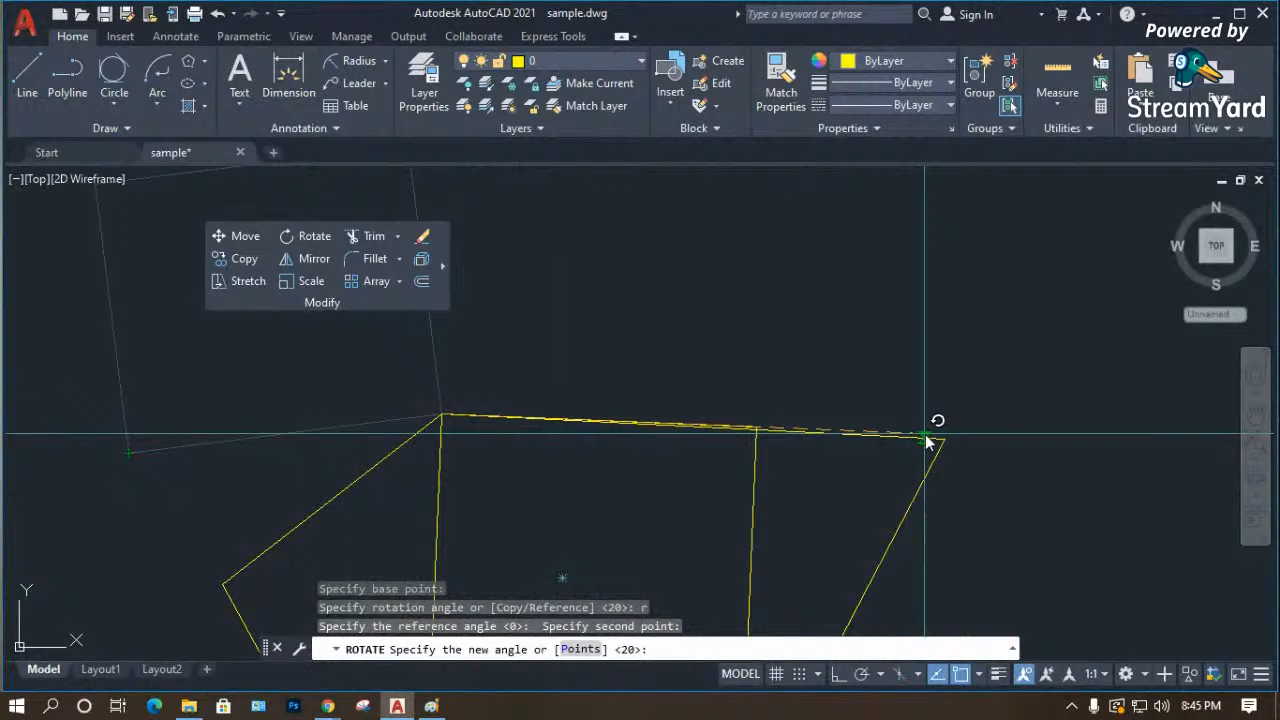 Autodesk AutoCAD 2021 sample.dwg
Type a keyword or phrase
Sign In
Powered by
StreamYard
Home Insert Annotate Parametric View Manage Output Collaborate Express Tools
Line
Polyline
Circle
Arc
Draw
Text
Dimension
Radius
Leader
Table
Annotation
Layer
Properties
0
Make Current
Match Layer
Layers
Insert
Create
Edit
Block
Match
Properties
ByLayer
ByLayer
ByLayer
Properties
Group
Groups
Measure
Utilities
Paste
Clipboard
View
Start
sample*
[−][Top][2D Wireframe]
Move Rotate Trim
Copy Mirror Fillet
Stretch Scale Array
Modify
N
W TOP E
S
Unnamed
Y
X
Specify base point:
Specify rotation angle or [Copy/Reference] <20>: r
Specify the reference angle <0>: Specify second point:
ROTATE Specify the new angle or [Points] <20>:
Model Layout1 Layout2
MODEL
1:1
8:45 PM